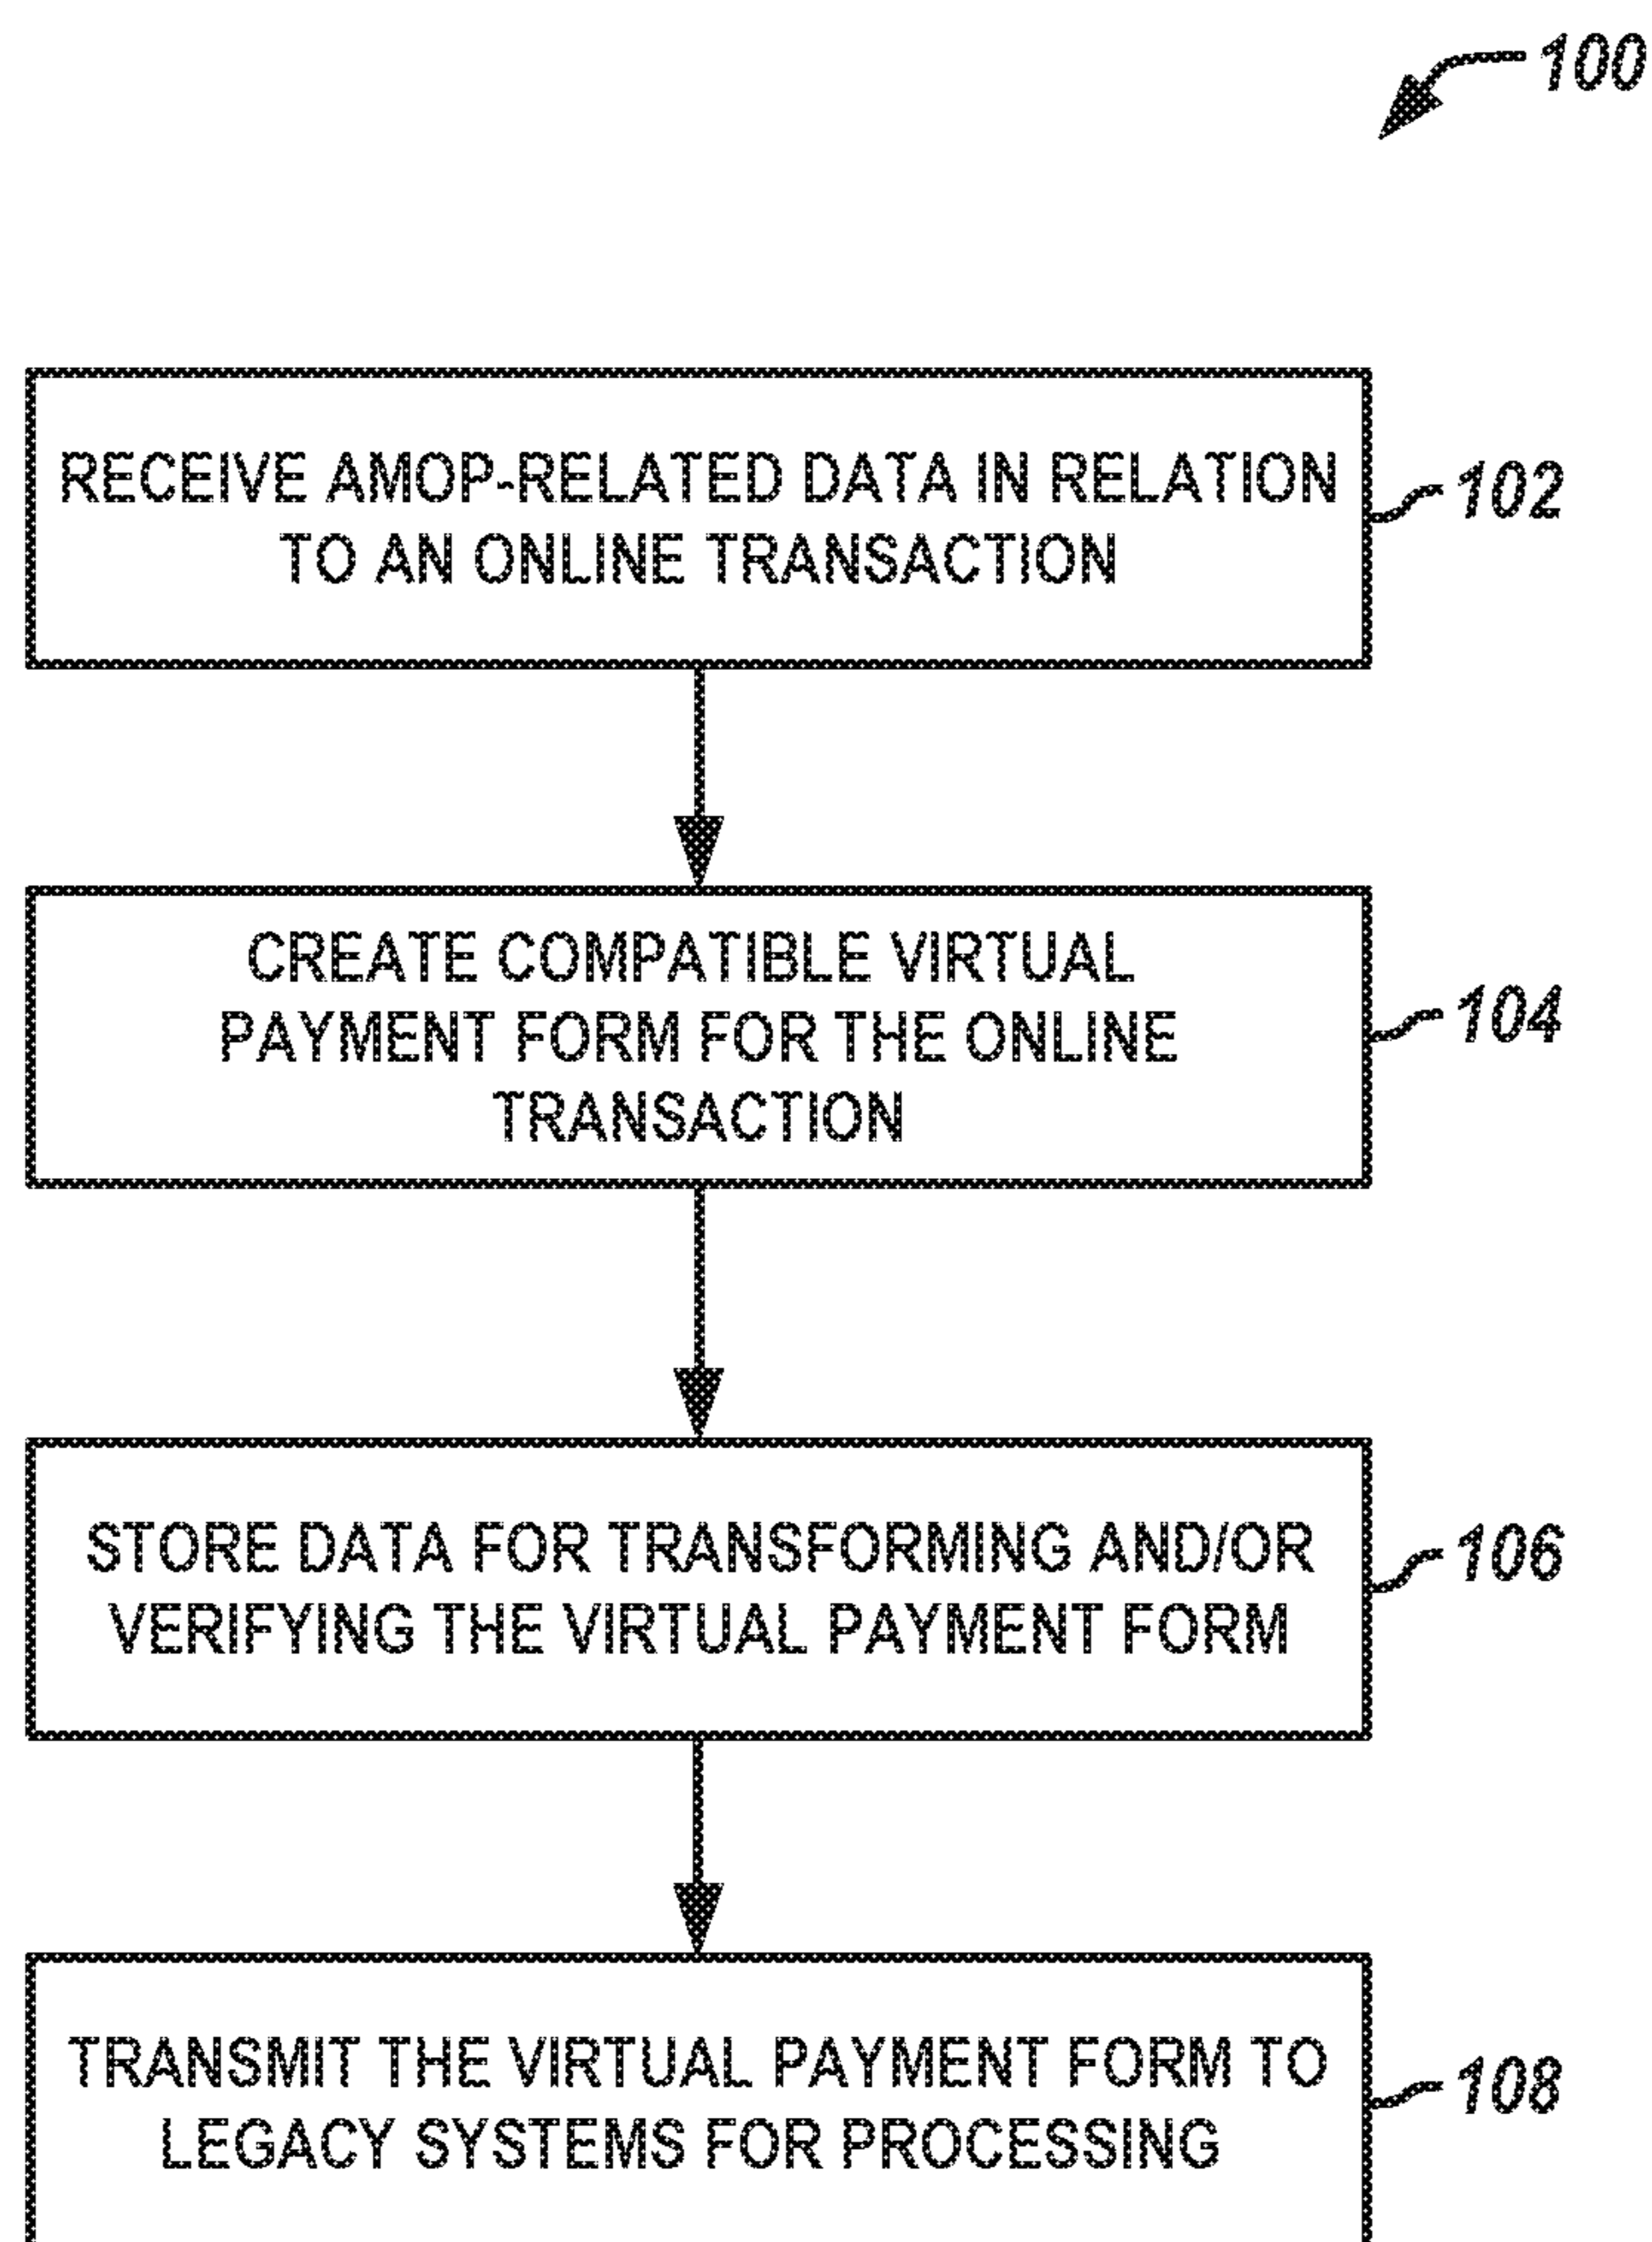 100
RECEIVE AMOP-RELATED DATA IN RELATION
TO AN ONLINE TRANSACTION
102
CREATE COMPATIBLE VIRTUAL
PAYMENT FORM FOR THE ONLINE
TRANSACTION
104
STORE DATA FOR TRANSFORMING AND/OR
VERIFYING THE VIRTUAL PAYMENT FORM
106
TRANSMIT THE VIRTUAL PAYMENT FORM TO
LEGACY SYSTEMS FOR PROCESSING
108